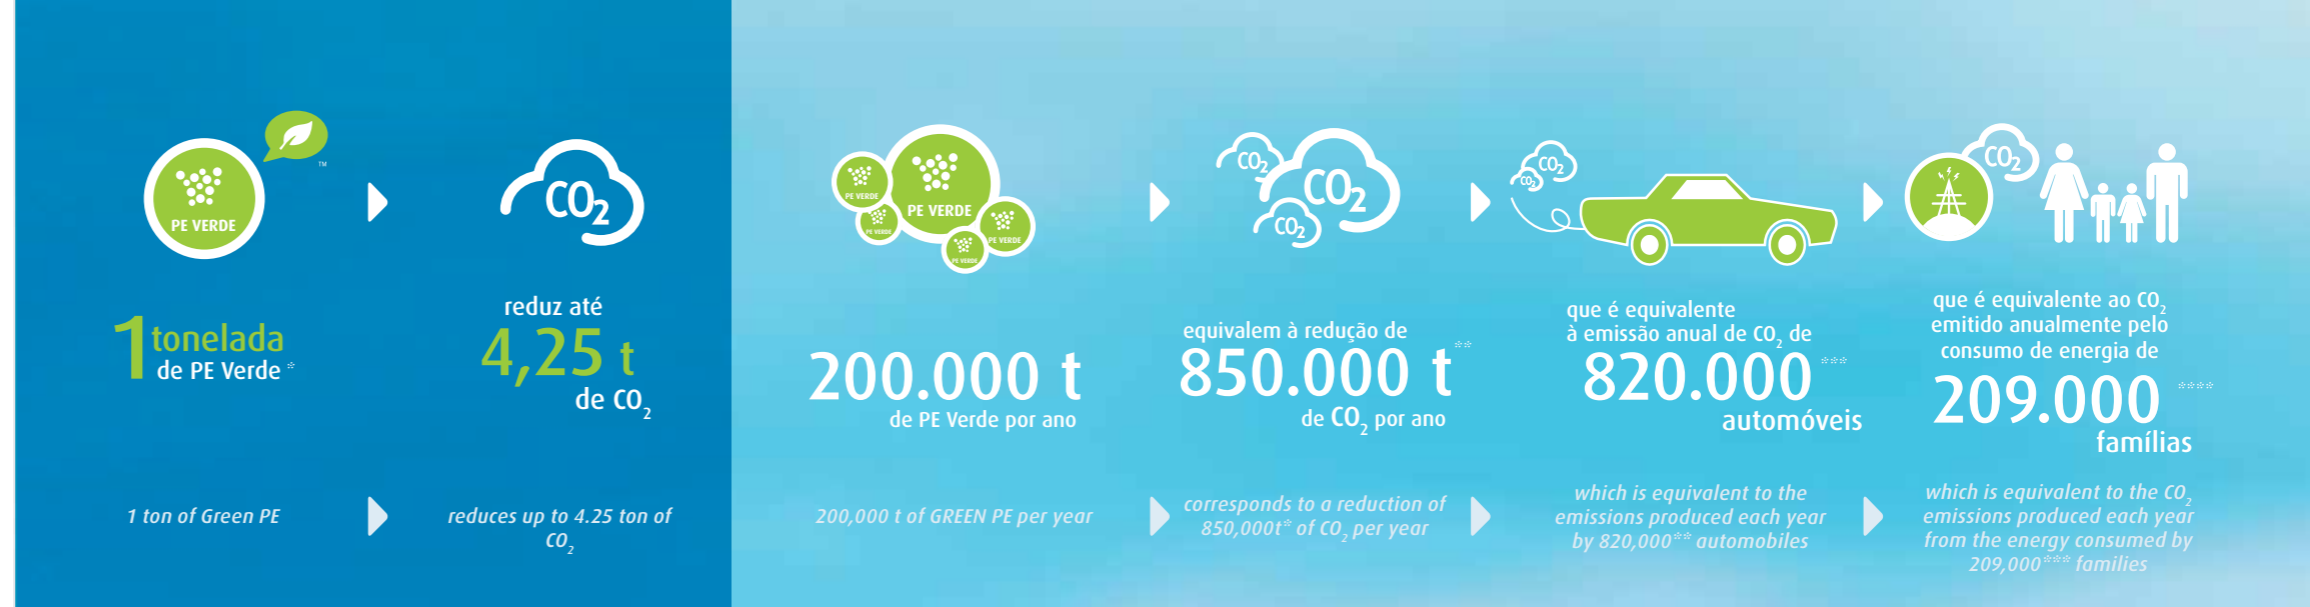 PE VERDE
TM
CO2
PE VERDE
PE VERDE
PE VERDE
PE VERDE
PE VERDE
CO2
CO2
CO2
CO2
CO2
CO2
1 tonelada
de PE Verde *
reduz até
4,25 t
de CO2
200.000 t
de PE Verde por ano
equivalem à redução de
850.000 t **
de CO2 por ano
que é equivalente
à emissão anual de CO2 de
820.000 ***
automóveis
que é equivalente ao CO2
emitido anualmente pelo
consumo de energia de
209.000 ****
famílias
1 ton of Green PE
reduces up to 4.25 ton of
CO2
200,000 t of GREEN PE per year
corresponds to a reduction of
850,000t* of CO2 per year
which is equivalent to the
emissions produced each year
by 820,000** automobiles
which is equivalent to the CO2
emissions produced each year
from the energy consumed by
209,000*** families